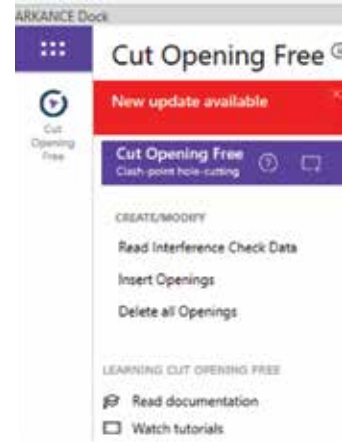 ARKANCE Dock
Cut Opening Free
Cut
Opening
Free
New update available
Cut Opening Free
Clash-point hole-cutting
CREATE/MODIFY
Read Interference Check Data
Insert Openings
Delete all Openings
LEARNING CUT OPENING FREE
Read documentation
Watch tutorials